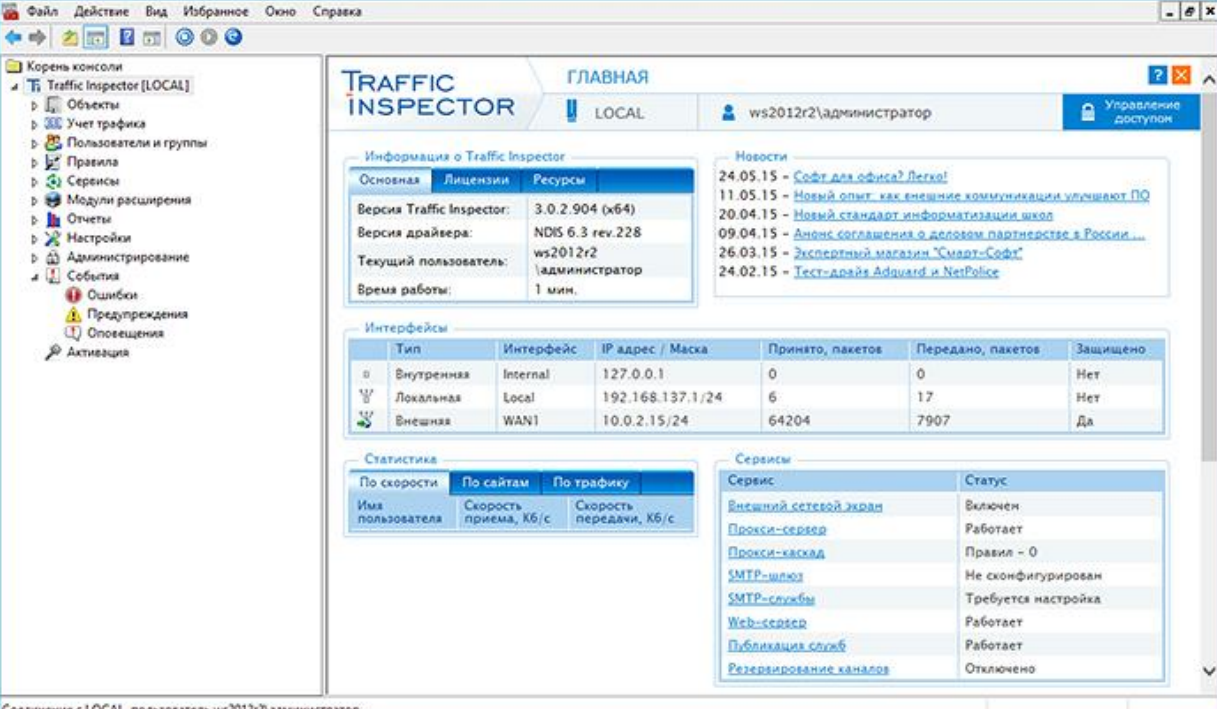 Файл Действие Вид Избранное Окно Справка
Корень консоли
Traffic Inspector [LOCAL]
Объекты
Учет трафика
Пользователи и группы
Правила
Сервисы
Модули расширения
Отчеты
Настройки
Администрирование
События
Ошибки
Предупреждения
Оповещения
Активация
TRAFFIC
INSPECTOR
ГЛАВНАЯ
LOCAL
ws2012r2\администратор
Управление
доступом
Информация о Traffic Inspector
Основная Лицензии Ресурсы
Версия Traffic Inspector: 3.0.2.904 (x64)
Версия драйвера: NDIS 6.3 rev.228
Текущий пользователь: ws2012r2
\администратор
Время работы: 1 мин.
Новости
24.05.15 – Софт для офиса? Легко!
11.05.15 – Новый опыт: как внешние коммуникации улучшают ПО
20.04.15 – Новый стандарт информатизации школ
09.04.15 – Анонс соглашения о деловом партнерстве в России ...
26.03.15 – Экспертный магазин "Смарт-Софт"
24.02.15 – Тест-драйв Adguard и NetPolice
Интерфейсы
Тип Интерфейс IP адрес / Маска Принято, пакетов Передано, пакетов Защищено
Внутренняя Internal 127.0.0.1 0 0 Нет
Локальная Local 192.168.137.1/24 6 17 Нет
Внешняя WAN1 10.0.2.15/24 64204 7907 Да
Статистика
По скорости По сайтам По трафику
Имя
пользователя
Скорость
приема, Кб/с
Скорость
передачи, Кб/с
Сервисы
Сервис Статус
Внешний сетевой экран Включен
Прокси-сервер Работает
Прокси-каскад Правил – 0
SMTP-шлюз Не сконфигурирован
SMTP-службы Требуется настройка
Web-сервер Работает
Публикация служб Работает
Резервирование каналов Отключено